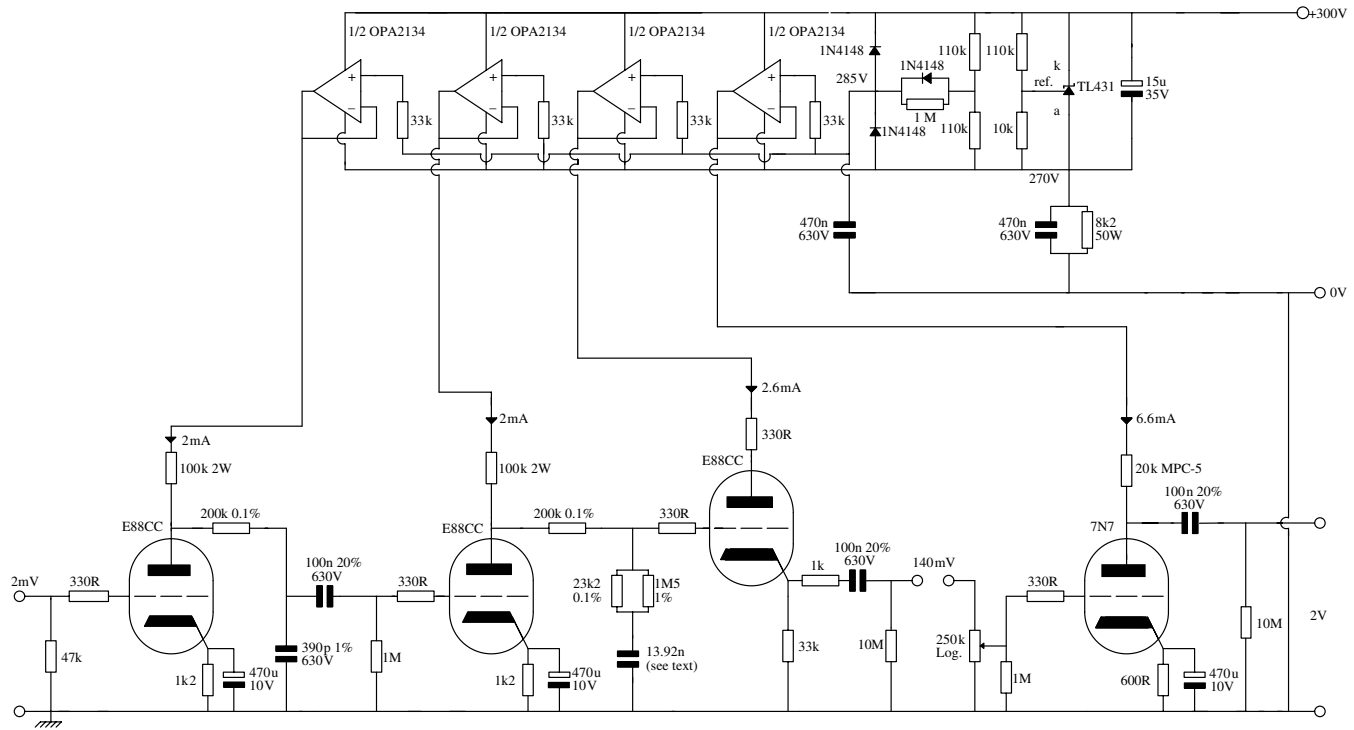 +300V
1/2 OPA2134
1/2 OPA2134
1/2 OPA2134
1/2 OPA2134
1N4148
110k
110k
k
1N4148
285V
ref.
TL431
15u
35V
+
−
+
−
+
−
+
−
a
33k
33k
33k
33k
1 M
1N4148
110k
10k
270V
470n
630V
470n
630V
8k2
50W
0V
2.6mA
2mA
2mA
6.6mA
330R
100k 2W
100k 2W
E88CC
20k MPC-5
100n 20%
630V
200k 0.1%
200k 0.1%
330R
E88CC
E88CC
7N7
100n 20%
630V
100n 20%
630V
140mV
1k
2mV
330R
330R
23k2
0.1%
1M5
1%
330R
2V
10M
47k
390p 1%
630V
1M
13.92n
(see text)
33k
10M
250k
Log.
1M
1k2
470u
10V
1k2
470u
10V
600R
470u
10V